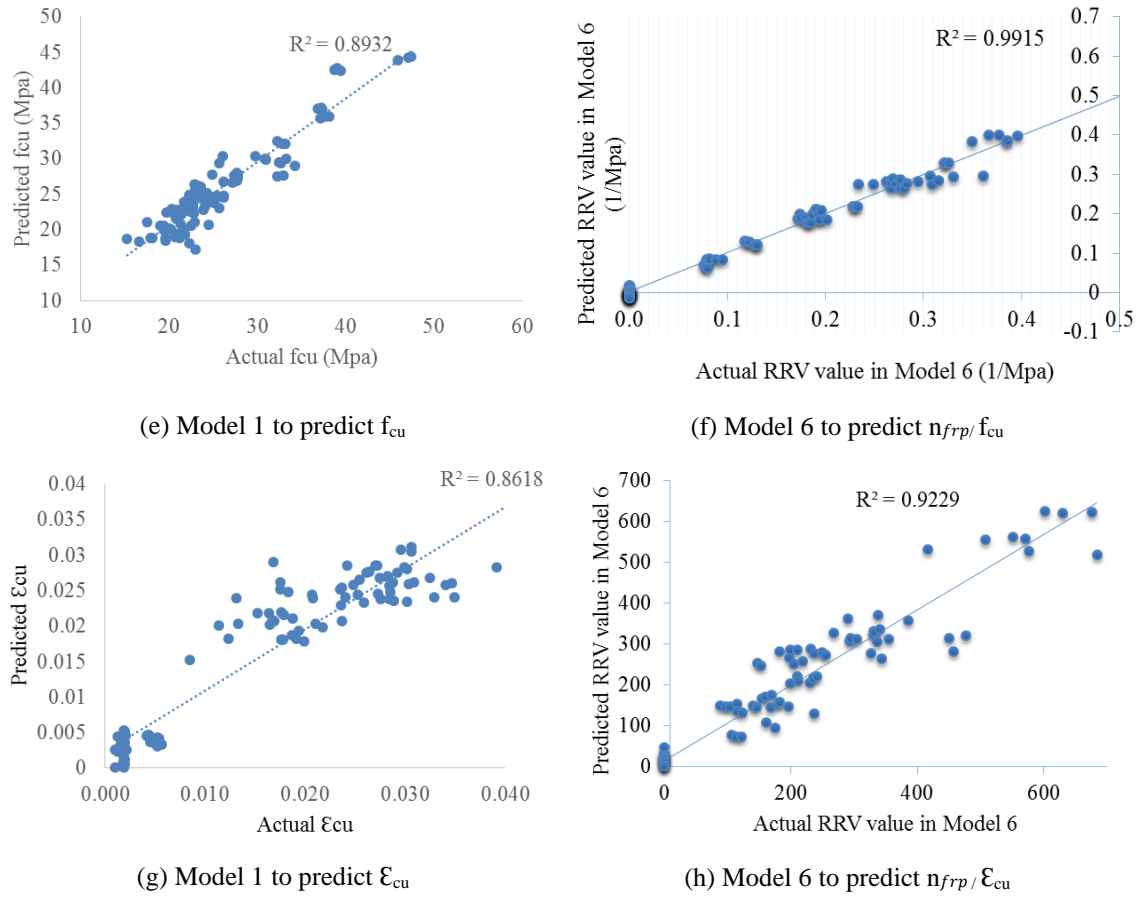 50
45
40
35
30
25
20
15
10
Predicted fcu (Mpa)
R² = 0.8932
10 20 30 40 50 60
Actual fcu (Mpa)
(e) Model 1 to predict fcu
Predicted RRV value in Model 6
(1/Mpa)
R² = 0.9915
0.7
0.6
0.5
0.4
0.3
0.2
0.1
0
-0.1
0.0 0.1 0.2 0.3 0.4 0.5
Actual RRV value in Model 6 (1/Mpa)
(f) Model 6 to predict nfrp/ fcu
0.04
0.035
0.03
0.025
0.02
0.015
0.01
0.005
0
Predicted Ɛcu
R² = 0.8618
0.000 0.010 0.020 0.030 0.040
Actual Ɛcu
(g) Model 1 to predict Ɛcu
700
600
500
400
300
200
100
0
Predicted RRV value in Model 6
R² = 0.9229
0 200 400 600
Actual RRV value in Model 6
(h) Model 6 to predict nfrp/ Ɛcu